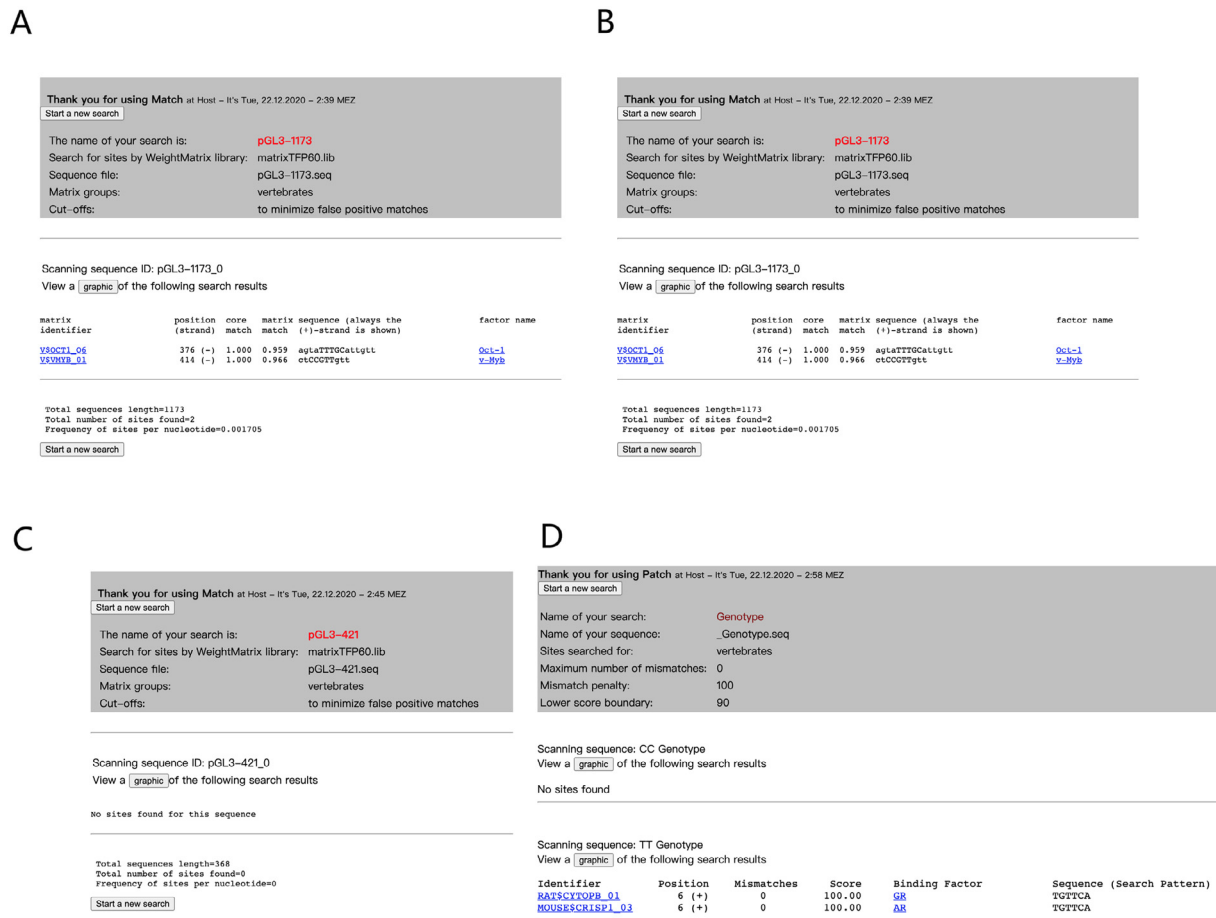 A
Thank you for using Match at Host – It's Tue, 22.12.2020 – 2:39 MEZ
Start a new search
The name of your search is: pGL3–1173
Search for sites by WeightMatrix library: matrixTFP60.lib
Sequence file: pGL3–1173.seq
Matrix groups: vertebrates
Cut–offs: to minimize false positive matches
Scanning sequence ID: pGL3–1173_0
View a graphic of the following search results
matrix position core matrix sequence (always the factor name
identifier (strand) match match (+)-strand is shown)
V$OCT1_06 376 (-) 1.000 0.959 agtaTTTGCattgtt Oct-1
V$VMYB_01 414 (-) 1.000 0.966 ctCCGTTgtt v-Myb
Total sequences length=1173
Total number of sites found=2
Frequency of sites per nucleotide=0.001705
Start a new search
B
Thank you for using Match at Host – It's Tue, 22.12.2020 – 2:39 MEZ
Start a new search
The name of your search is: pGL3–1173
Search for sites by WeightMatrix library: matrixTFP60.lib
Sequence file: pGL3–1173.seq
Matrix groups: vertebrates
Cut–offs: to minimize false positive matches
Scanning sequence ID: pGL3–1173_0
View a graphic of the following search results
matrix position core matrix sequence (always the factor name
identifier (strand) match match (+)-strand is shown)
V$OCT1_06 376 (-) 1.000 0.959 agtaTTTGCattgtt Oct-1
V$VMYB_01 414 (-) 1.000 0.966 ctCCGTTgtt v-Myb
Total sequences length=1173
Total number of sites found=2
Frequency of sites per nucleotide=0.001705
Start a new search
C
Thank you for using Match at Host – It's Tue, 22.12.2020 – 2:45 MEZ
Start a new search
The name of your search is: pGL3–421
Search for sites by WeightMatrix library: matrixTFP60.lib
Sequence file: pGL3–421.seq
Matrix groups: vertebrates
Cut–offs: to minimize false positive matches
Scanning sequence ID: pGL3–421_0
View a graphic of the following search results
No sites found for this sequence
Total sequences length=368
Total number of sites found=0
Frequency of sites per nucleotide=0
Start a new search
D
Thank you for using Patch at Host – It's Tue, 22.12.2020 – 2:58 MEZ
Start a new search
Name of your search: Genotype
Name of your sequence: _Genotype.seq
Sites searched for: vertebrates
Maximum number of mismatches: 0
Mismatch penalty: 100
Lower score boundary: 90
Scanning sequence: CC Genotype
View a graphic of the following search results
No sites found
Scanning sequence: TT Genotype
View a graphic of the following search results
Identifier Position Mismatches Score Binding Factor Sequence (Search Pattern)
RAT$CYTOPB_01 6 (+) 0 100.00 GR TGTTCA
MOUSE$CRISP1_03 6 (+) 0 100.00 AR TGTTCA